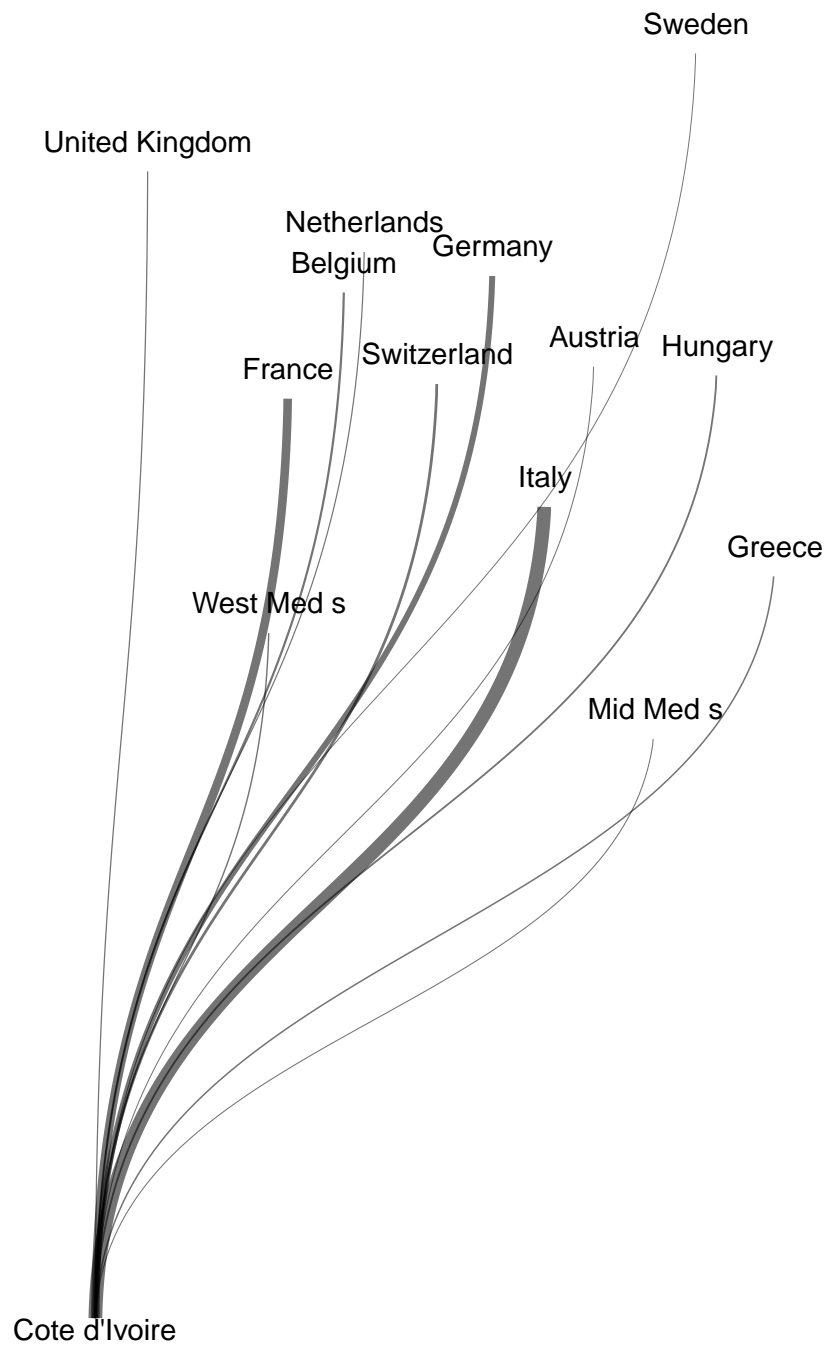 Sweden
United Kingdom
Netherlands
Germany
Belgium
Austria
Hungary
Switzerland
France
Italy
Greece
West Med s
Mid Med s
Cote d'Ivoire